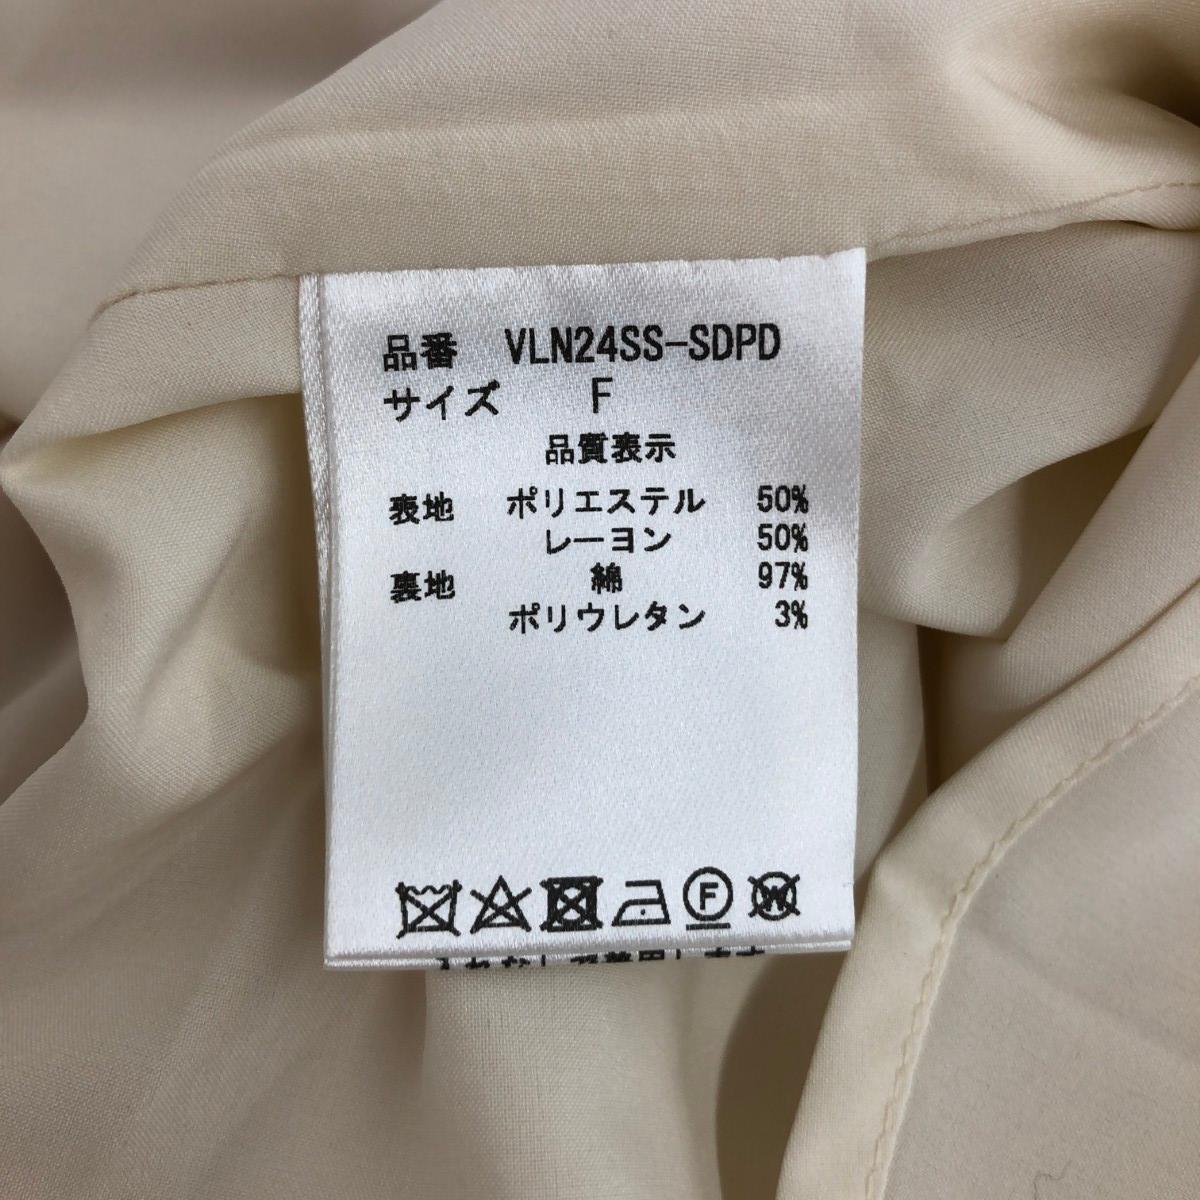 品番 VLN24SS-SDPD
サイズ F
品質表示
表地 ポリエステル 50%
レーヨン 50%
裏地 綿 97%
ポリウレタン 3%
F W